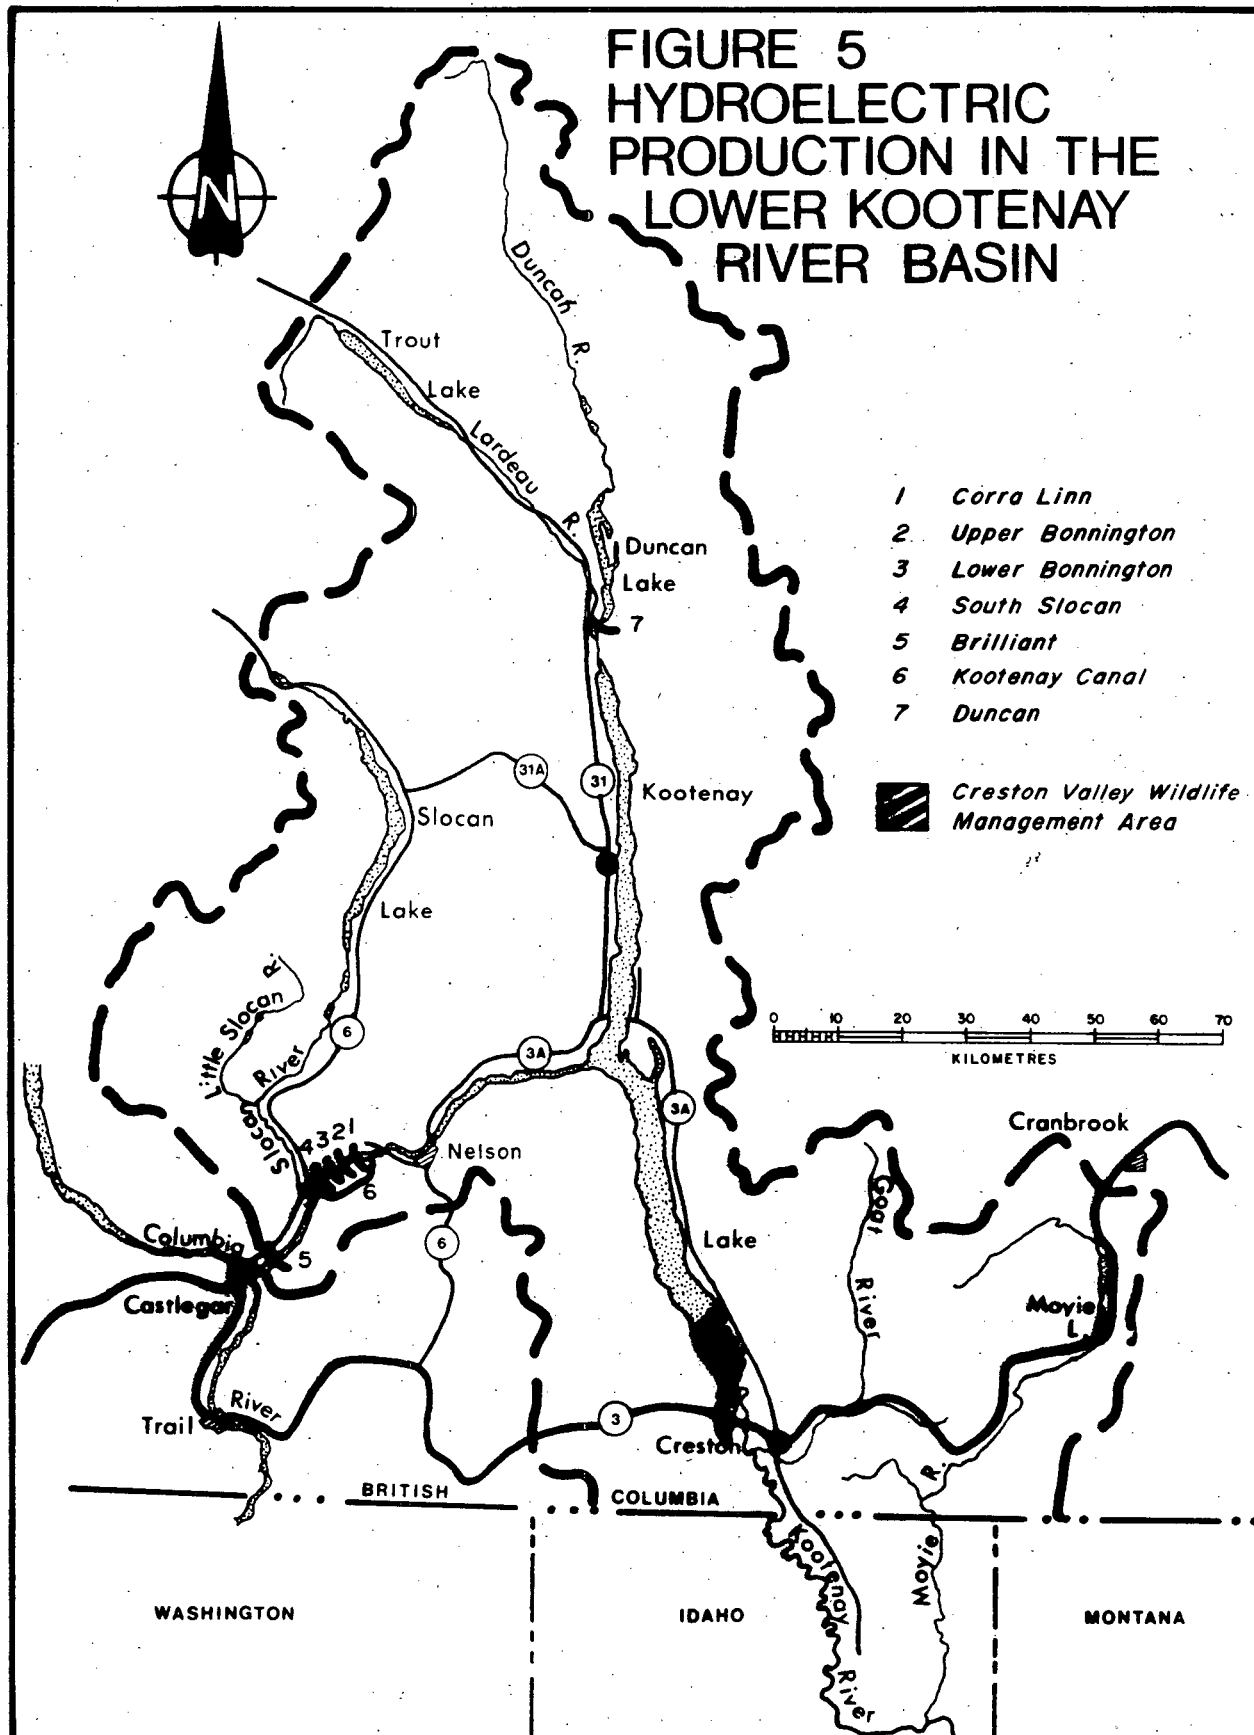 FIGURE 5
HYDROELECTRIC
PRODUCTION IN THE
LOWER KOOTENAY
RIVER BASIN
N
Duncan R.
Trout
Lake
Lardeau R.
1 Corra Linn
2 Upper Bonnington
3 Lower Bonnington
4 South Slocan
5 Brilliant
6 Kootenay Canal
7 Duncan
Duncan
Lake
7
31A
31
Kootenay
Creston Valley Wildlife
Management Area
Slocan
Lake
Little Slocan R.
6
0 10 20 30 40 50 60 70
KILOMETRES
3A
Slocan River
3A
Cranbrook
4321
Nelson
6
Goat River
Columbia
5
6
Lake
Castlegar
Moyie
L.
River
Trail
3
Creston
BRITISH
COLUMBIA
Moyie R.
Kootenay River
WASHINGTON
IDAHO
MONTANA